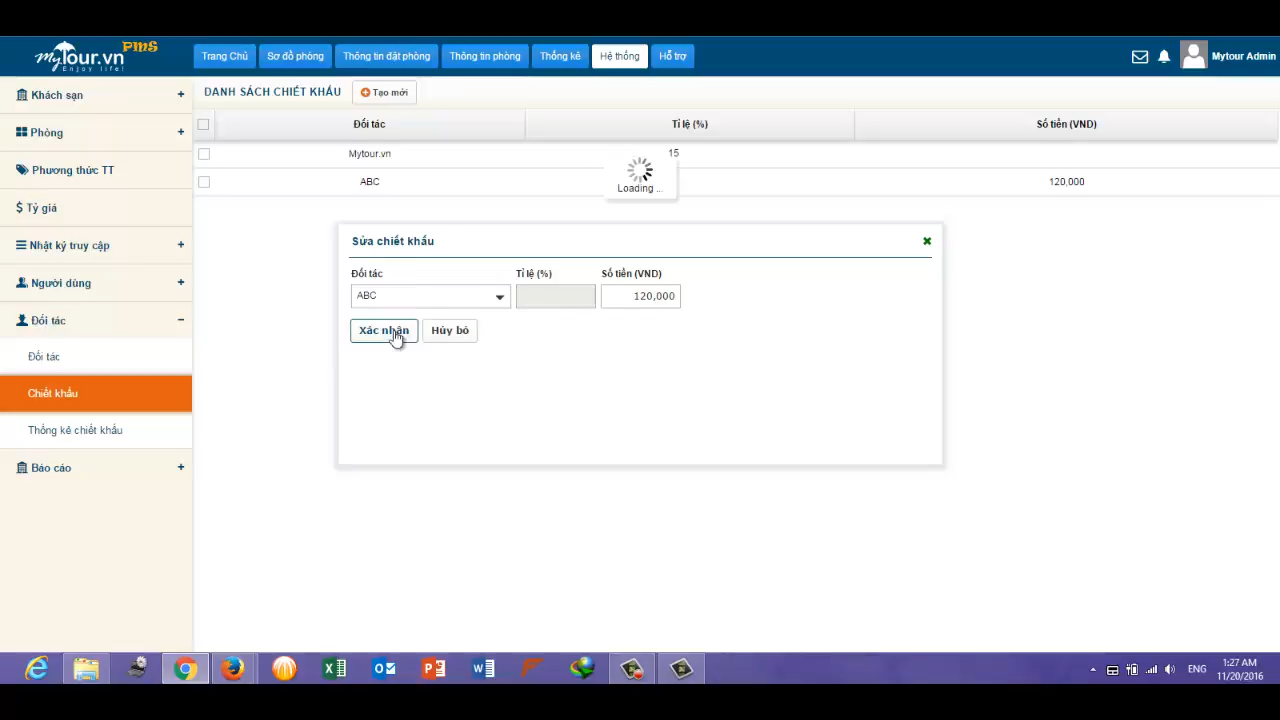 myTour.vn PMS
Enjoy life!
Trang Chủ Sơ đồ phòng Thông tin đặt phòng Thông tin phòng Thống kê Hệ thống Hỗ trợ
Mytour Admin
Khách sạn +
Phòng +
Phương thức TT
$ Tỷ giá
Nhật ký truy cập +
Người dùng +
Đối tác −
Đối tác
Chiết khấu
Thống kê chiết khấu
Báo cáo +
DANH SÁCH CHIẾT KHẤU Tạo mới
Đối tác Tỉ lệ (%) Số tiền (VND)
Mytour.vn 15
ABC 120,000
Loading ...
Sửa chiết khấu
Đối tác Tỉ lệ (%) Số tiền (VND)
ABC 120,000
Xác nhận Hủy bỏ
ENG
1:27 AM
11/20/2016